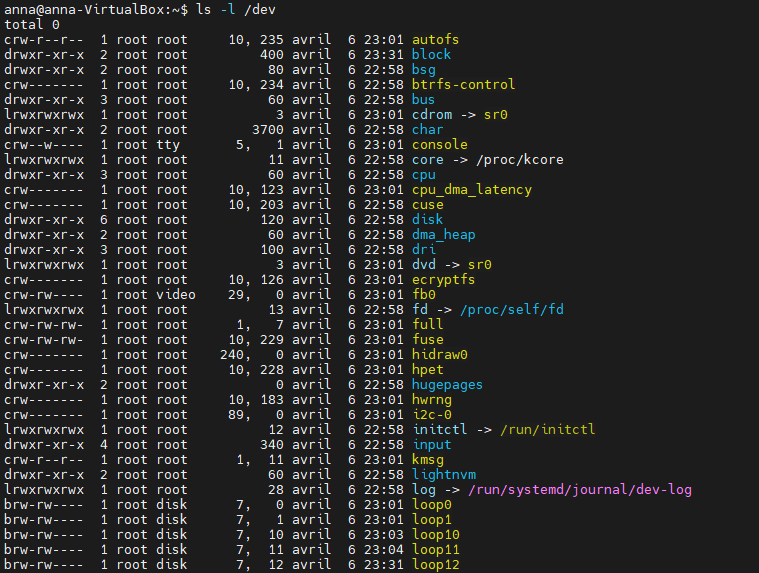 anna@anna-VirtualBox:~$ ls -l /dev
total 0
crw-r--r--  1 root root     10, 235 avril  6 23:01 autofs
drwxr-xr-x  2 root root         400 avril  6 23:31 block
drwxr-xr-x  2 root root          80 avril  6 22:58 bsg
crw-------  1 root root     10, 234 avril  6 22:58 btrfs-control
drwxr-xr-x  3 root root          60 avril  6 22:58 bus
lrwxrwxrwx  1 root root           3 avril  6 23:01 cdrom -> sr0
drwxr-xr-x  2 root root        3700 avril  6 22:58 char
crw--w----  1 root tty       5,   1 avril  6 23:01 console
lrwxrwxrwx  1 root root          11 avril  6 22:58 core -> /proc/kcore
drwxr-xr-x  3 root root          60 avril  6 22:58 cpu
crw-------  1 root root     10, 123 avril  6 23:01 cpu_dma_latency
crw-------  1 root root     10, 203 avril  6 22:58 cuse
drwxr-xr-x  6 root root         120 avril  6 22:58 disk
drwxr-xr-x  2 root root          60 avril  6 22:58 dma_heap
drwxr-xr-x  3 root root         100 avril  6 22:58 dri
lrwxrwxrwx  1 root root           3 avril  6 23:01 dvd -> sr0
crw-------  1 root root     10, 126 avril  6 23:01 ecryptfs
crw-rw----  1 root video    29,   0 avril  6 23:01 fb0
lrwxrwxrwx  1 root root          13 avril  6 22:58 fd -> /proc/self/fd
crw-rw-rw-  1 root root      1,   7 avril  6 23:01 full
crw-rw-rw-  1 root root     10, 229 avril  6 23:01 fuse
crw-------  1 root root    240,   0 avril  6 23:01 hidraw0
crw-------  1 root root     10, 228 avril  6 23:01 hpet
drwxr-xr-x  2 root root           0 avril  6 22:58 hugepages
crw-------  1 root root     10, 183 avril  6 23:01 hwrng
crw-------  1 root root     89,   0 avril  6 23:01 i2c-0
lrwxrwxrwx  1 root root          12 avril  6 22:58 initctl -> /run/initctl
drwxr-xr-x  4 root root         340 avril  6 22:58 input
crw-r--r--  1 root root      1,  11 avril  6 23:01 kmsg
drwxr-xr-x  2 root root          60 avril  6 22:58 lightnvm
lrwxrwxrwx  1 root root          28 avril  6 22:58 log -> /run/systemd/journal/dev-log
brw-rw----  1 root disk      7,   0 avril  6 23:01 loop0
brw-rw----  1 root disk      7,   1 avril  6 23:01 loop1
brw-rw----  1 root disk      7,  10 avril  6 23:03 loop10
brw-rw----  1 root disk      7,  11 avril  6 23:04 loop11
brw-rw----  1 root disk      7,  12 avril  6 23:31 loop12